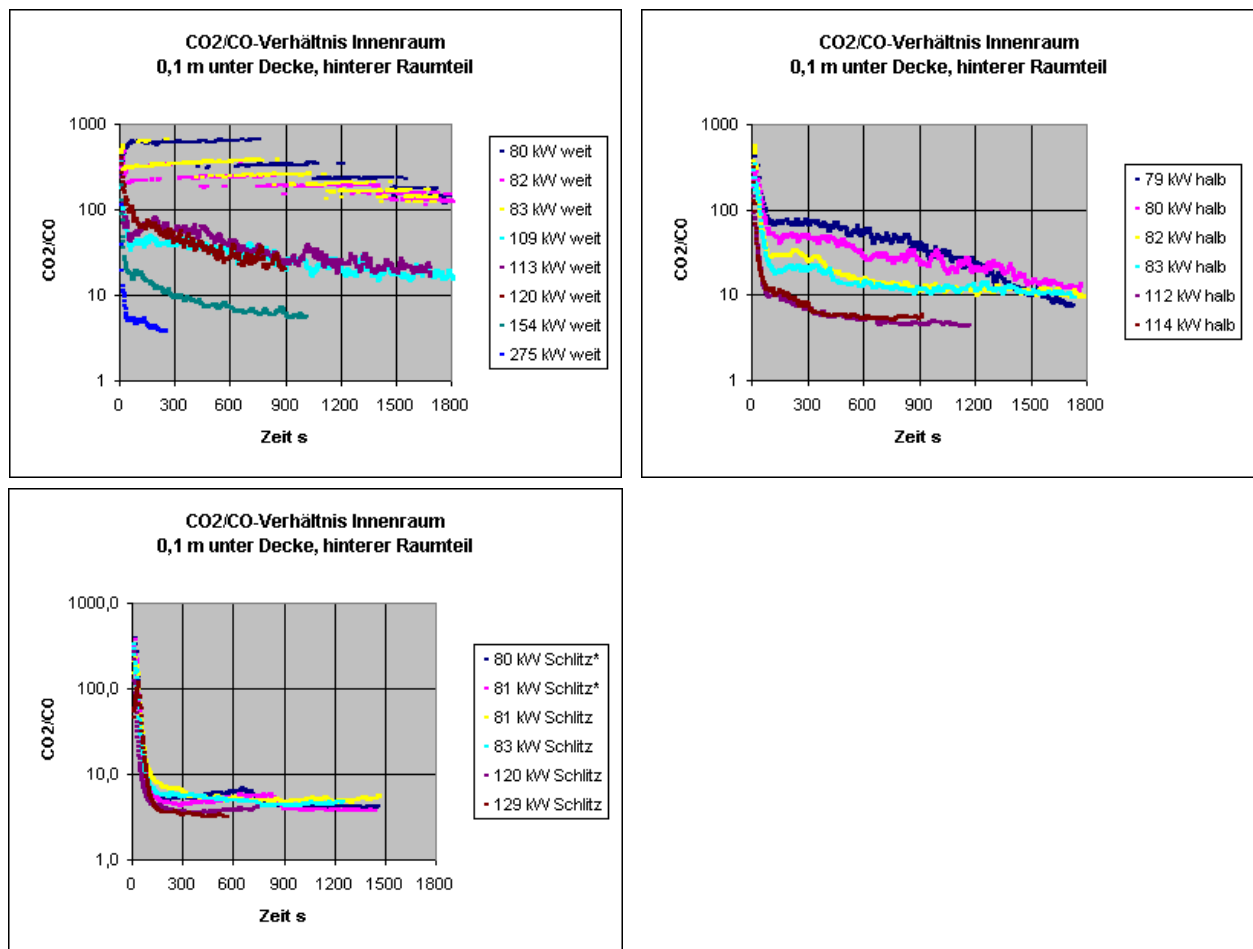 CO2/CO-Verhältnis Innenraum
0,1 m unter Decke, hinterer Raumteil
CO2/C0
1000
100
10
1
0 300 600 900 1200 1500 1800
Zeit s
80 kW weit
82 kW weit
83 kW weit
109 kW weit
113 kW weit
120 kW weit
154 kW weit
275 kW weit
CO2/CO-Verhältnis Innenraum
0,1 m unter Decke, hinterer Raumteil
CO2/C0
1000
100
10
1
0 300 600 900 1200 1500 1800
Zeit s
79 kW halb
80 kW halb
82 kW halb
83 kW halb
112 kW halb
114 kW halb
CO2/CO-Verhältnis Innenraum
0,1 m unter Decke, hinterer Raumteil
CO2/C0
1000,0
100,0
10,0
1,0
0 300 600 900 1200 1500 1800
Zeit s
80 kW Schlitz*
81 kW Schlitz*
81 kW Schlitz
83 kW Schlitz
120 kW Schlitz
129 kW Schlitz